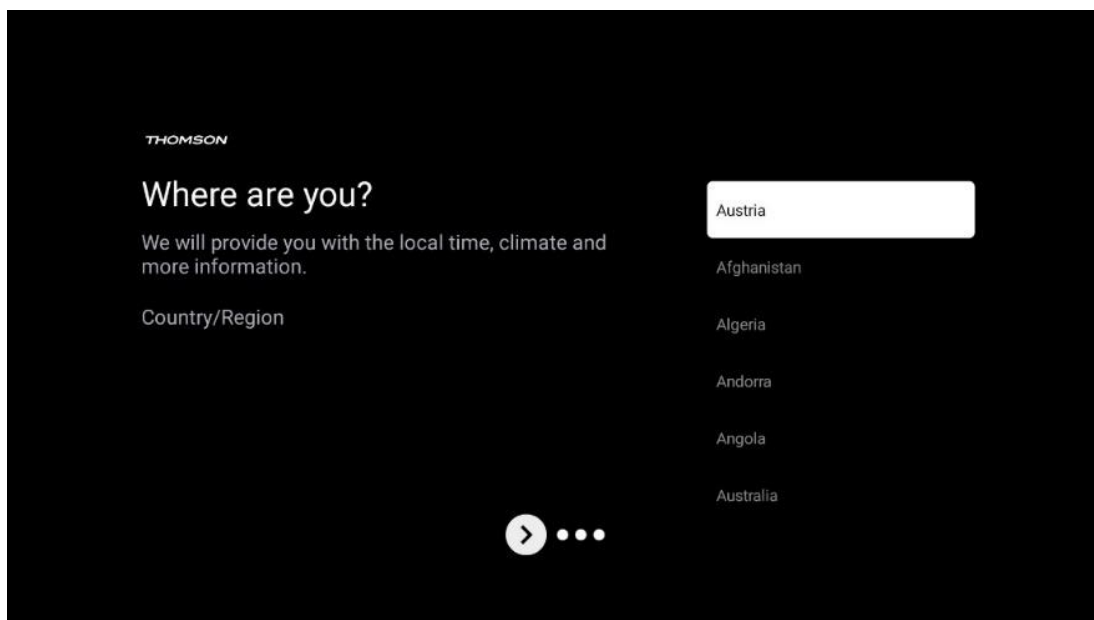 THOMSON
Where are you?
We will provide you with the local time, climate and
more information.
Country/Region
Austria
Afghanistan
Algeria
Andorra
Angola
Australia